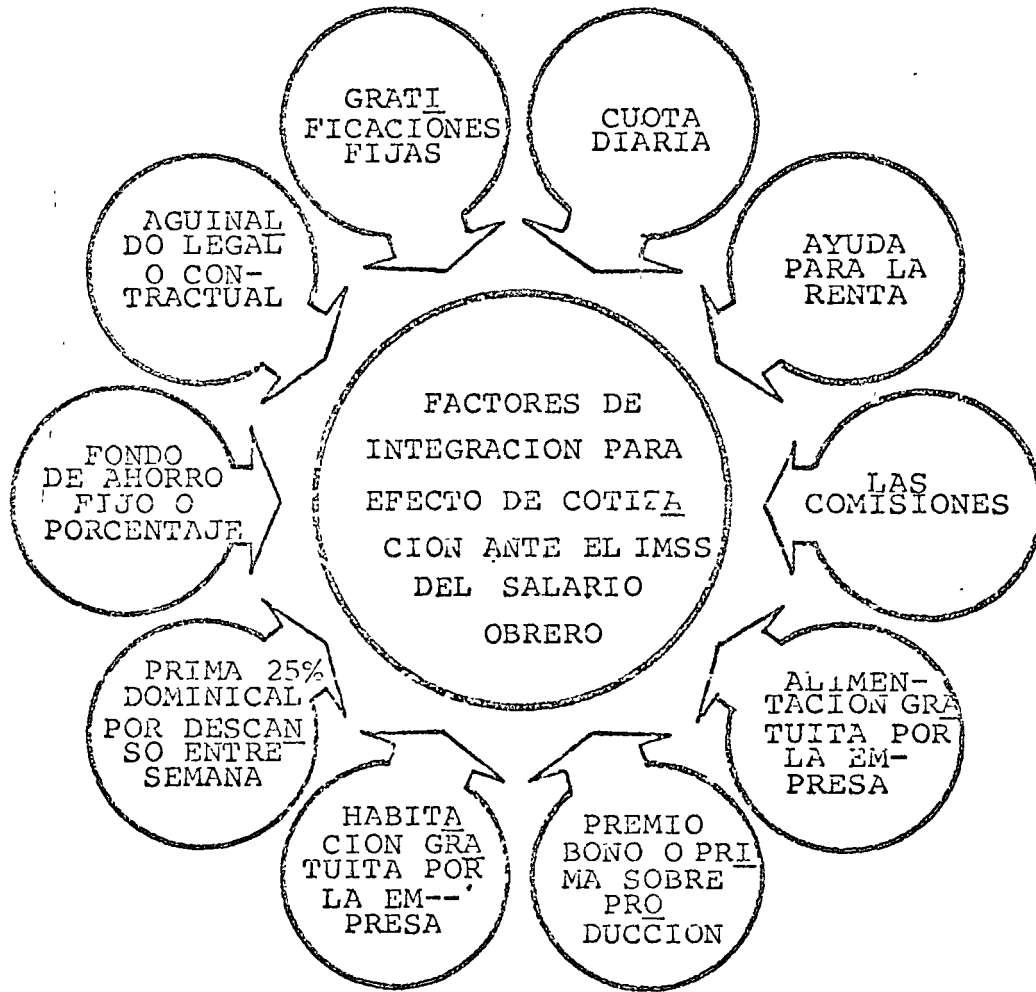 GRATI
FICACIONES
FIJAS
CUOTA
DIARIA
AYUDA
PARA LA
RENTA
LAS
COMISIONES
ALIMEN-
TACION GRA
TUITA POR
LA EM-
PRESA
PREMIO
BONO O PRI
MA SOBRE
PRO
DUCCION
HABITA
CION GRA
TUITA POR
LA EM--
PRESA
PRIMA 25%
DOMINICAL
POR DESCAN
SO ENTRE
SEMANA
FONDO
DE AHORRO
FIJO O
PORCENTAJE
AGUINAL
DO LEGAL
O CON-
TRACTUAL
FACTORES DE
INTEGRACION PARA
EFECTO DE COTIZA
CION ANTE EL IMSS
DEL SALARIO
OBRERO